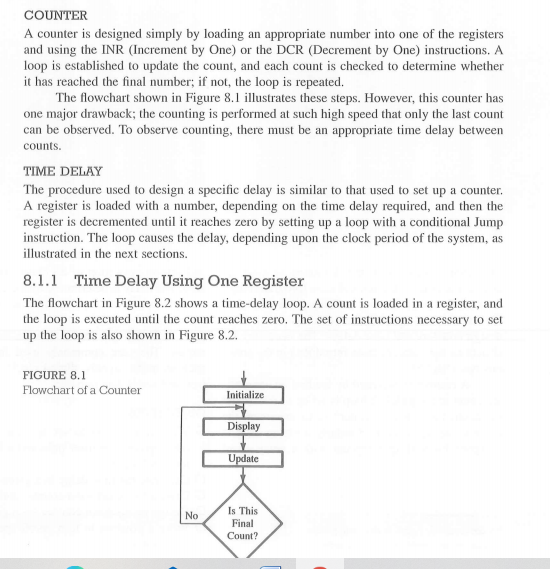 COUNTER
A counter is designed simply by loading an appropriate number into one of the registers
and using the INR (Increment by One) or the DCR (Decrement by One) instructions. A
loop is established to update the count, and each count is checked to determine whether
it has reached the final number; if not, the loop is repeated.
The flowchart shown in Figure 8.1 illustrates these steps. However, this counter has
one major drawback; the counting is performed at such high speed that only the last count
can be observed. To observe counting, there must be an appropriate time delay between
counts.
TIME DELAY
The procedure used to design a specific delay is similar to that used to set up a counter.
A register is loaded with a number, depending on the time delay required, and then the
register is decremented until it reaches zero by setting up a loop with a conditional Jump
instruction. The loop causes the delay, depending upon the clock period of the system, as
illustrated in the next sections.
8.1.1 Time Delay Using One Register
The flowchart in Figure 8.2 shows a time-delay loop. A count is loaded in a register, and
the loop is executed until the count reaches zero. The set of instructions necessary to set
up the loop is also shown in Figure 8.2.
FIGURE 8.1
Flowchart of a Counter
Initialize
Display
Update
No
Is This
Final
Count?